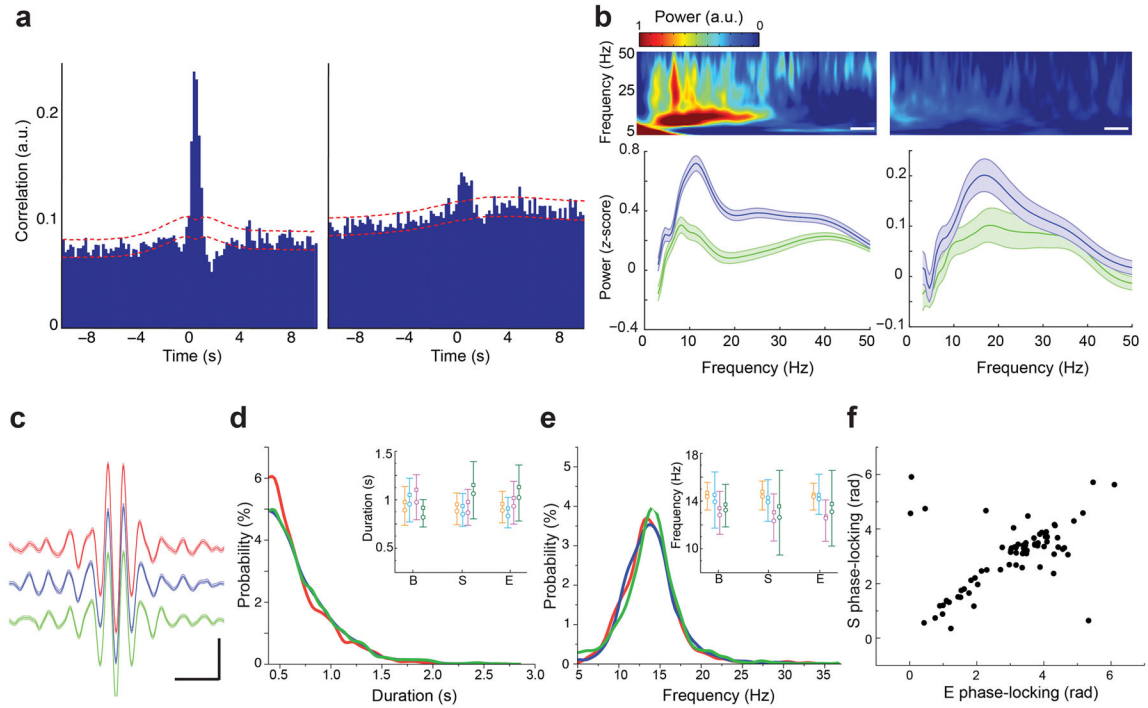 a
Correlation (a.u.)
0.2
0.1
0
−8 −4 0 4 8
Time (s)
−8 −4 0 4 8
Time (s)
b
Power (a.u.)
1 0
Frequency (Hz)
50
25
5
Power (z-score)
0.8
0.4
0
−0.4
0 10 20 30 40 50
Frequency (Hz)
0.2
0.1
0
−0.1
0 10 20 30 40 50
Frequency (Hz)
c
d
Probability (%)
6
4
2
0
0.5 1.0 1.5 2.0 2.5 3.0
Duration (s)
Duration (s)
1.5
1
0.5
B S E
e
Probability (%)
5
4
3
2
1
0
5 10 15 20 25 30 35
Frequency (Hz)
Frequency (Hz)
18
14
10
B S E
f
S phase-locking (rad)
6
4
2
0
0 2 4 6
E phase-locking (rad)